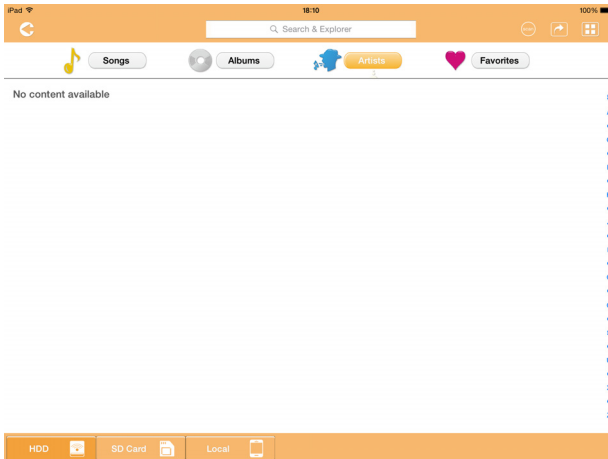 iPad 18:10 100%
Search & Explorer
Songs Albums Artists Favorites
No content available
HDD SD Card Local